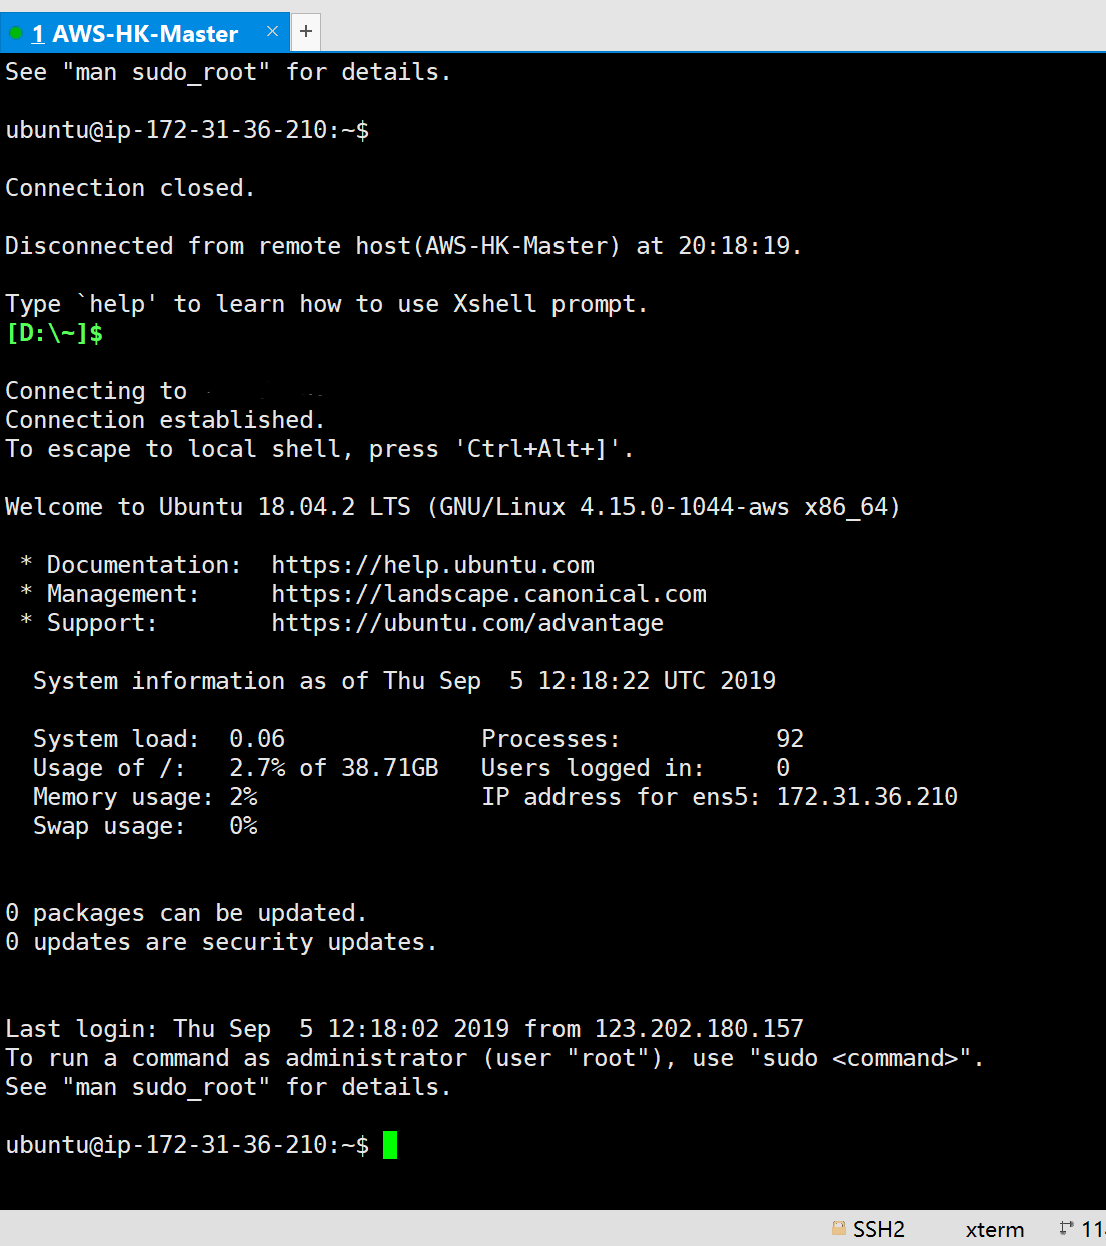 1 AWS-HK-Master × +
See "man sudo_root" for details.
ubuntu@ip-172-31-36-210:~$
Connection closed.
Disconnected from remote host(AWS-HK-Master) at 20:18:19.
Type `help' to learn how to use Xshell prompt.
[D:\~]$
Connecting to
Connection established.
To escape to local shell, press 'Ctrl+Alt+]'.
Welcome to Ubuntu 18.04.2 LTS (GNU/Linux 4.15.0-1044-aws x86_64)
* Documentation:  https://help.ubuntu.com
* Management:     https://landscape.canonical.com
* Support:        https://ubuntu.com/advantage
System information as of Thu Sep  5 12:18:22 UTC 2019
System load:  0.06              Processes:           92
Usage of /:   2.7% of 38.71GB   Users logged in:     0
Memory usage: 2%                IP address for ens5: 172.31.36.210
Swap usage:   0%
0 packages can be updated.
0 updates are security updates.
Last login: Thu Sep  5 12:18:02 2019 from 123.202.180.157
To run a command as administrator (user "root"), use "sudo <command>".
See "man sudo_root" for details.
ubuntu@ip-172-31-36-210:~$
SSH2 xterm